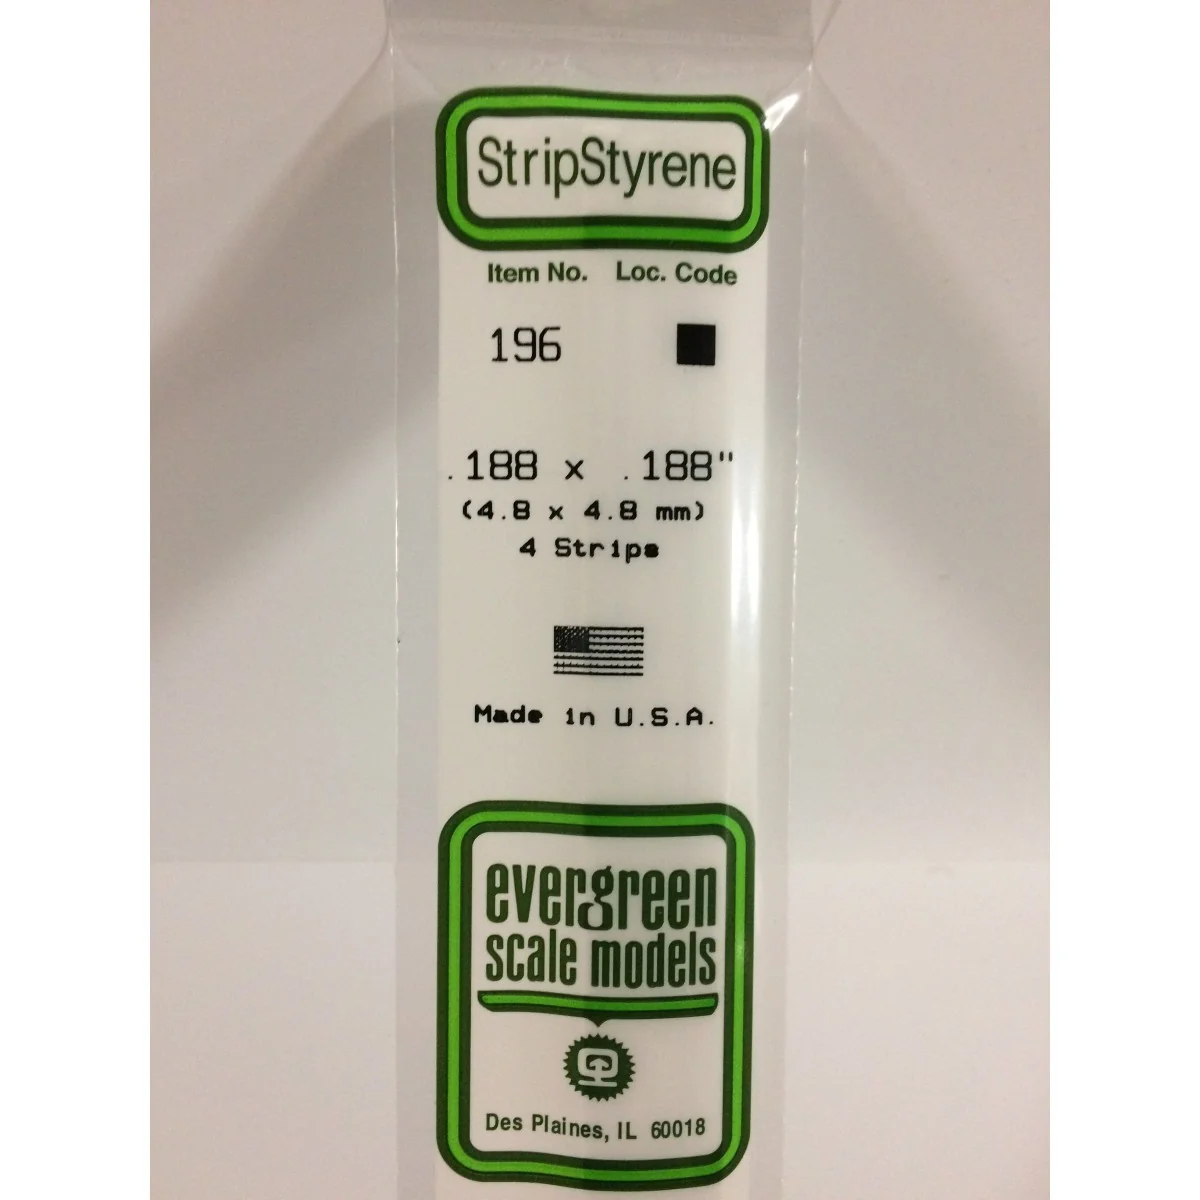 StripStyrene
Item No. Loc. Code
196
.188 x .188"
(4.8 x 4.8 mm)
4 Strips
Made in U.S.A.
evergreen
scale models
Des Plaines, IL 60018